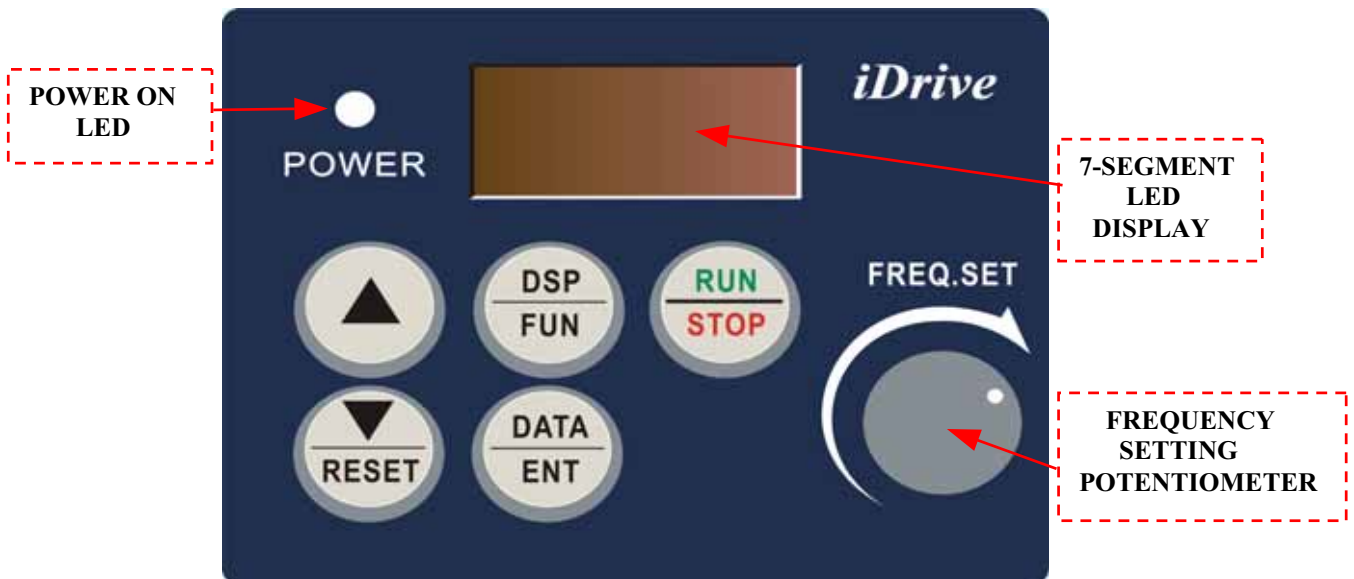 POWER ON
LED
POWER
iDrive
7-SEGMENT
LED
DISPLAY
DSP
FUN
RUN
STOP
FREQ.SET
RESET
DATA
ENT
FREQUENCY
SETTING
POTENTIOMETER